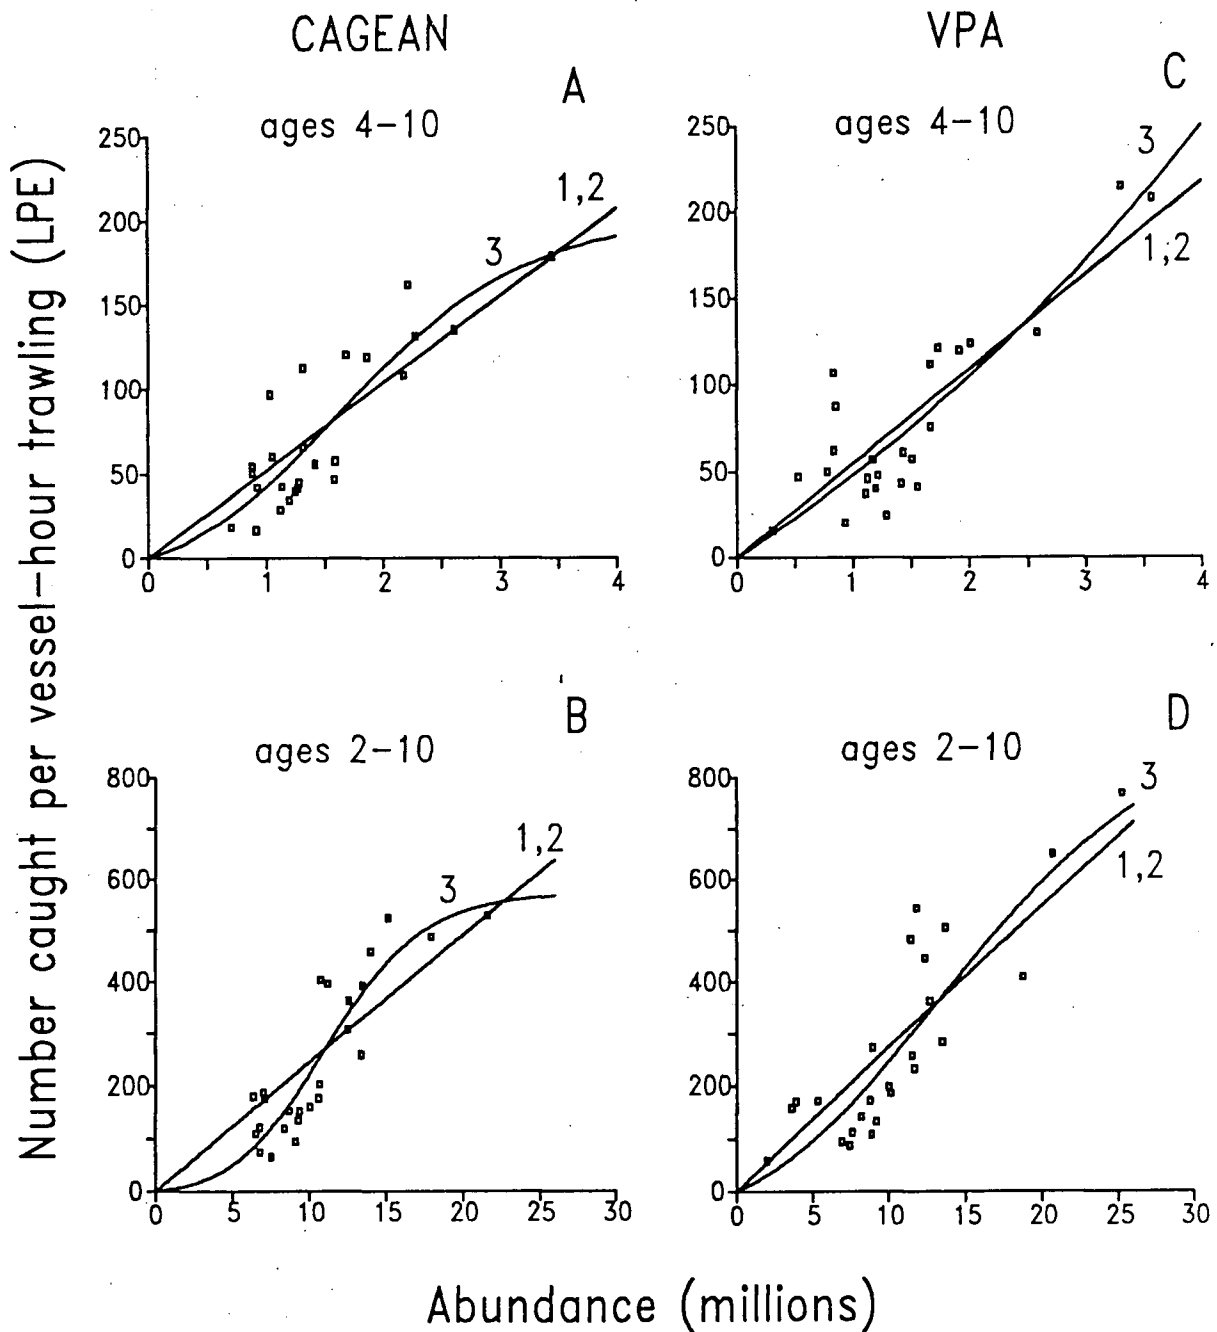 CAGEAN
VPA
Number caught per vessel-hour trawling (LPE)
A
ages 4-10
250
200
150
100
50
0
0 1 2 3 4
1,2
3
C
ages 4-10
250
200
150
100
50
0
0 1 2 3 4
3
1,2
B
ages 2-10
800
600
400
200
0
0 5 10 15 20 25 30
1,2
3
D
ages 2-10
800
600
400
200
0
0 5 10 15 20 25 30
3
1,2
Abundance (millions)